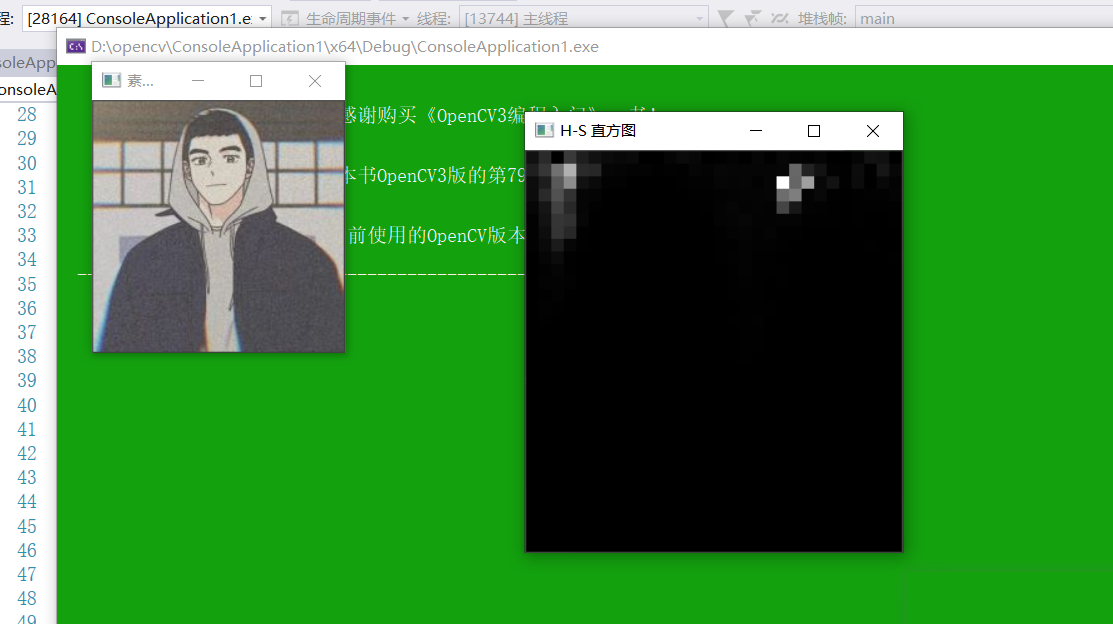 程: [28164] ConsoleApplication1.e: 生命周期事件 线程: [13744] 主线程 堆栈帧: main
D:\opencv\ConsoleApplication1\x64\Debug\ConsoleApplication1.exe
soleApp
onsoleA
素...
感谢购买《OpenCV3编程入门》
H-S 直方图
本书OpenCV3版的第79
前使用的OpenCV版本
28
29
30
31
32
33
34
35
36
37
38
39
40
41
42
43
44
45
46
47
48
49